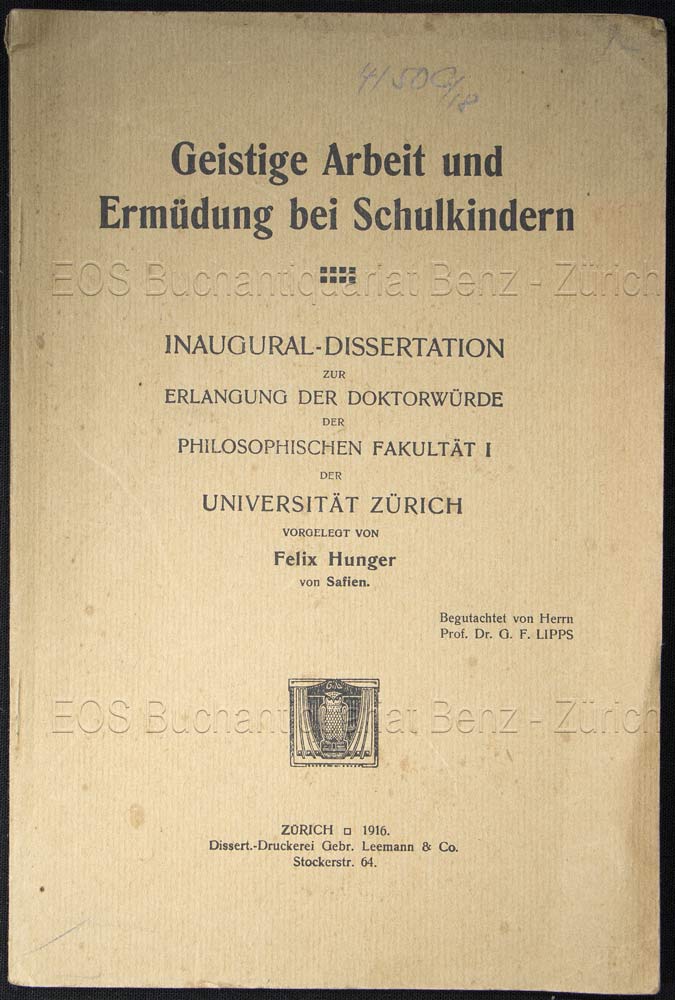 Geistige Arbeit und
Ermüdung bei Schulkindern
EOS Buchantiquariat Benz - Zürich
INAUGURAL-DISSERTATION
ZUR
ERLANGUNG DER DOKTORWÜRDE
DER
PHILOSOPHISCHEN FAKULTÄT I
DER
UNIVERSITÄT ZÜRICH
VORGELEGT VON
Felix Hunger
von Safien.
Begutachtet von Herrn
Prof. Dr. G. F. LIPPS
EOS Buchantiquariat Benz - Zürich
ZÜRICH □ 1916.
Dissert.-Druckerei Gebr. Leemann & Co.
Stockerstr. 64.